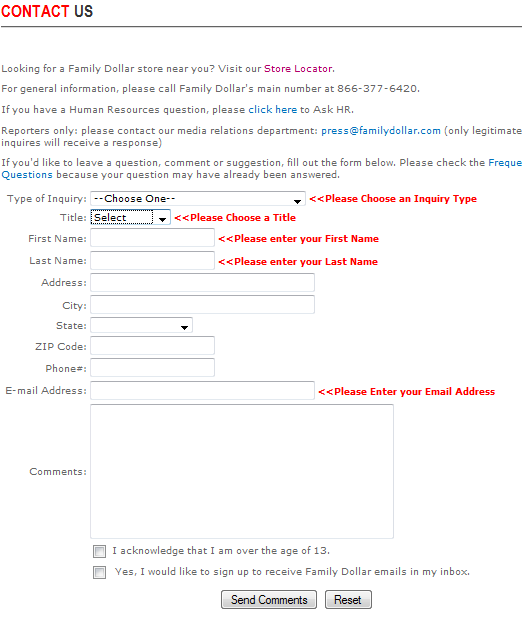 CONTACT US
Looking for a Family Dollar store near you? Visit our Store Locator.
For general information, please call Family Dollar's main number at 866-377-6420.
If you have a Human Resources question, please click here to Ask HR.
Reporters only: please contact our media relations department: press@familydollar.com (only legitimate
inquires will receive a response)
If you'd like to leave a question, comment or suggestion, fill out the form below. Please check the Freque
Questions because your question may have already been answered.
Type of Inquiry: --Choose One-- <<Please Choose an Inquiry Type
Title: Select <<Please Choose a Title
First Name: <<Please enter your First Name
Last Name: <<Please enter your Last Name
Address:
City:
State:
ZIP Code:
Phone#:
E-mail Address: <<Please Enter your Email Address
Comments:
I acknowledge that I am over the age of 13.
Yes, I would like to sign up to receive Family Dollar emails in my inbox.
Send Comments Reset